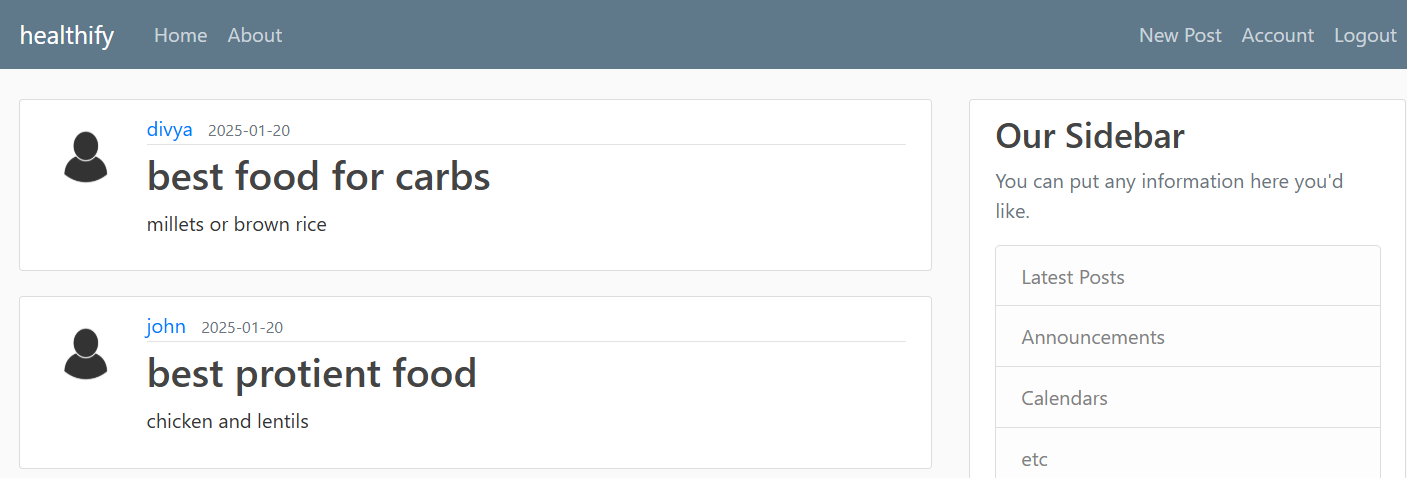 healthify Home About New Post Account Logout
divya 2025-01-20
best food for carbs
millets or brown rice
john 2025-01-20
best protient food
chicken and lentils
Our Sidebar
You can put any information here you'd
like.
Latest Posts
Announcements
Calendars
etc